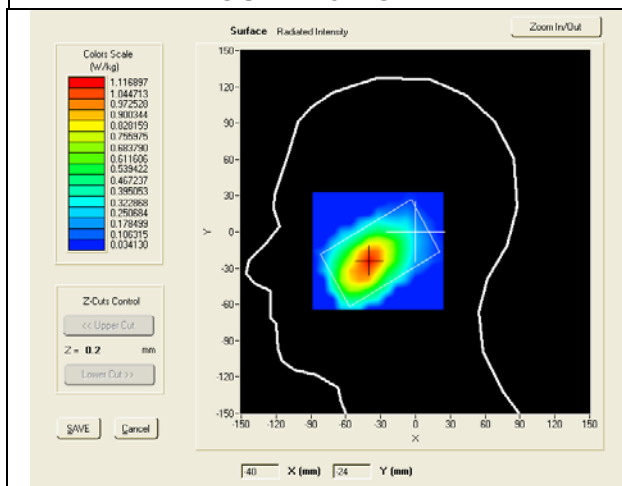 Surface Radiated Intensity
Zoom In/Out
Colors Scale
(W/kg)
1.116897
1.044713
0.972528
0.900344
0.828159
0.755975
0.683790
0.611606
0.539422
0.467237
0.395053
0.322868
0.250684
0.178499
0.106315
0.034130
Z-Cuts Control
<< Upper Cut
Z = 0.2 mm
Lower Cut >>
SAVE Cancel
150
120
90
60
30
0
-30
-60
-90
-120
-150
Y
-150 -120 -90 -60 -30 0 30 60 90 120 150
X
-40 X (mm) -24 Y (mm)